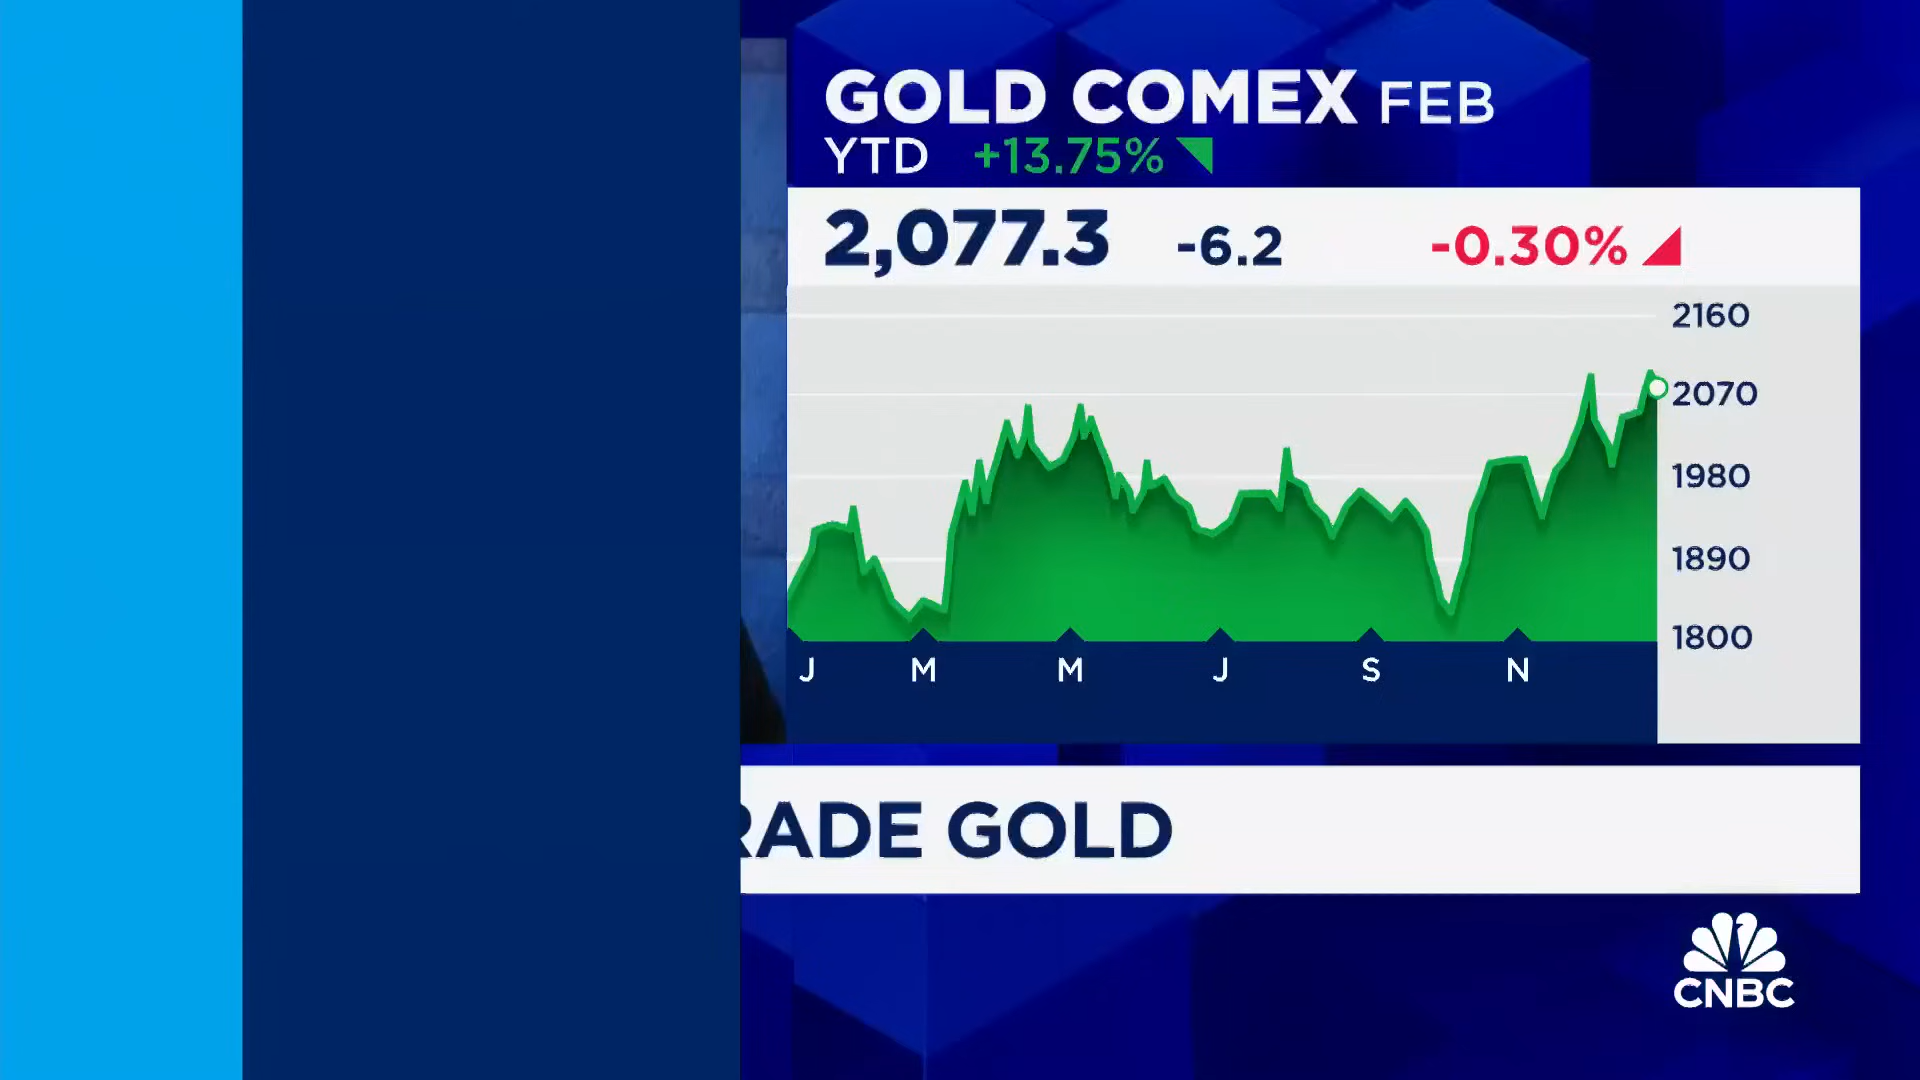 GOLD COMEX FEB
YTD +13.75%
2,077.3 -6.2 -0.30%
2160
2070
1980
1890
1800
J M M J S N
RADE GOLD
CNBC